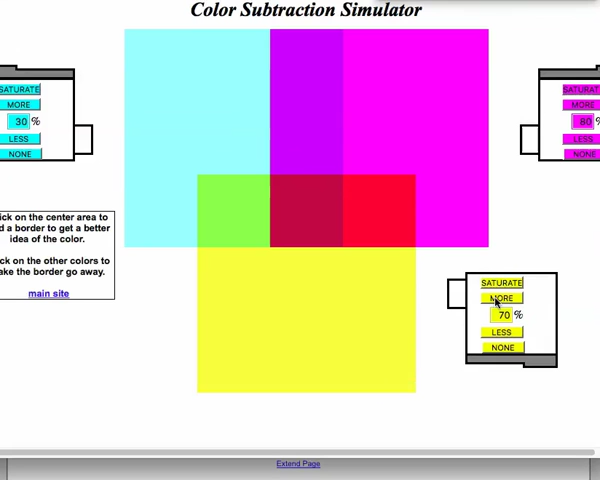 Color Subtraction Simulator
SATURATE
MORE
30 %
LESS
NONE
SATURAT
MORE
80 %
LESS
NONE
ick on the center area to
d a border to get a better
idea of the color.
ck on the other colors to
ake the border go away.
main site
SATURATE
MORE
70 %
LESS
NONE
Extend Page